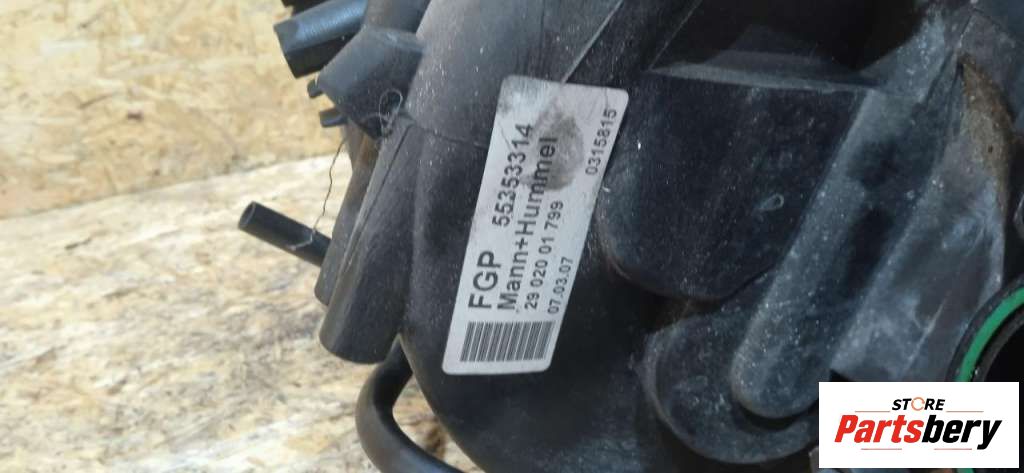 FGP 55353314
Mann+Hummel
29 020 01 799 0315815
07.03.07
STORE
Partsbery